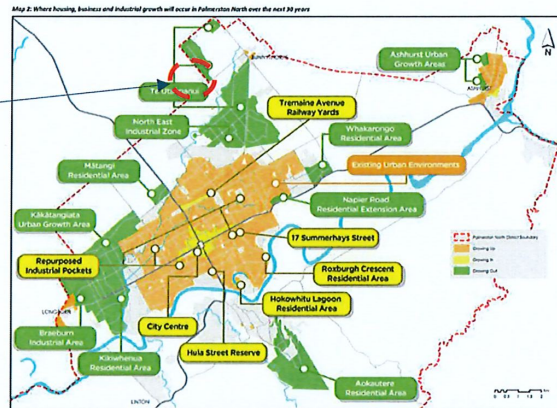 Map 2: Where housing, business and industrial growth will occur in Palmerston North over the next 30 years
N
Ashhurst Urban
Growth Areas
ASHHURST
Te Utanganui
Tremaine Avenue
Railway Yards
North East
Industrial Zone
Whakarongo
Residential Area
Existing Urban Environments
Mātangi
Residential Area
Kākātangiata
Urban Growth Area
Napier Road
Residential Extension Area
17 Summerhays Street
Repurposed
Industrial Pockets
Roxburgh Crescent
Residential Area
Hokowhitu Lagoon
Residential Area
LONGBURN
City Centre
Braeburn
Industrial Area
Huia Street Reserve
Kikiwhenua
Residential Area
Aokautere
Residential Area
LINTON
Palmerston North District Boundary
Growing Up
Growing In
Growing Out